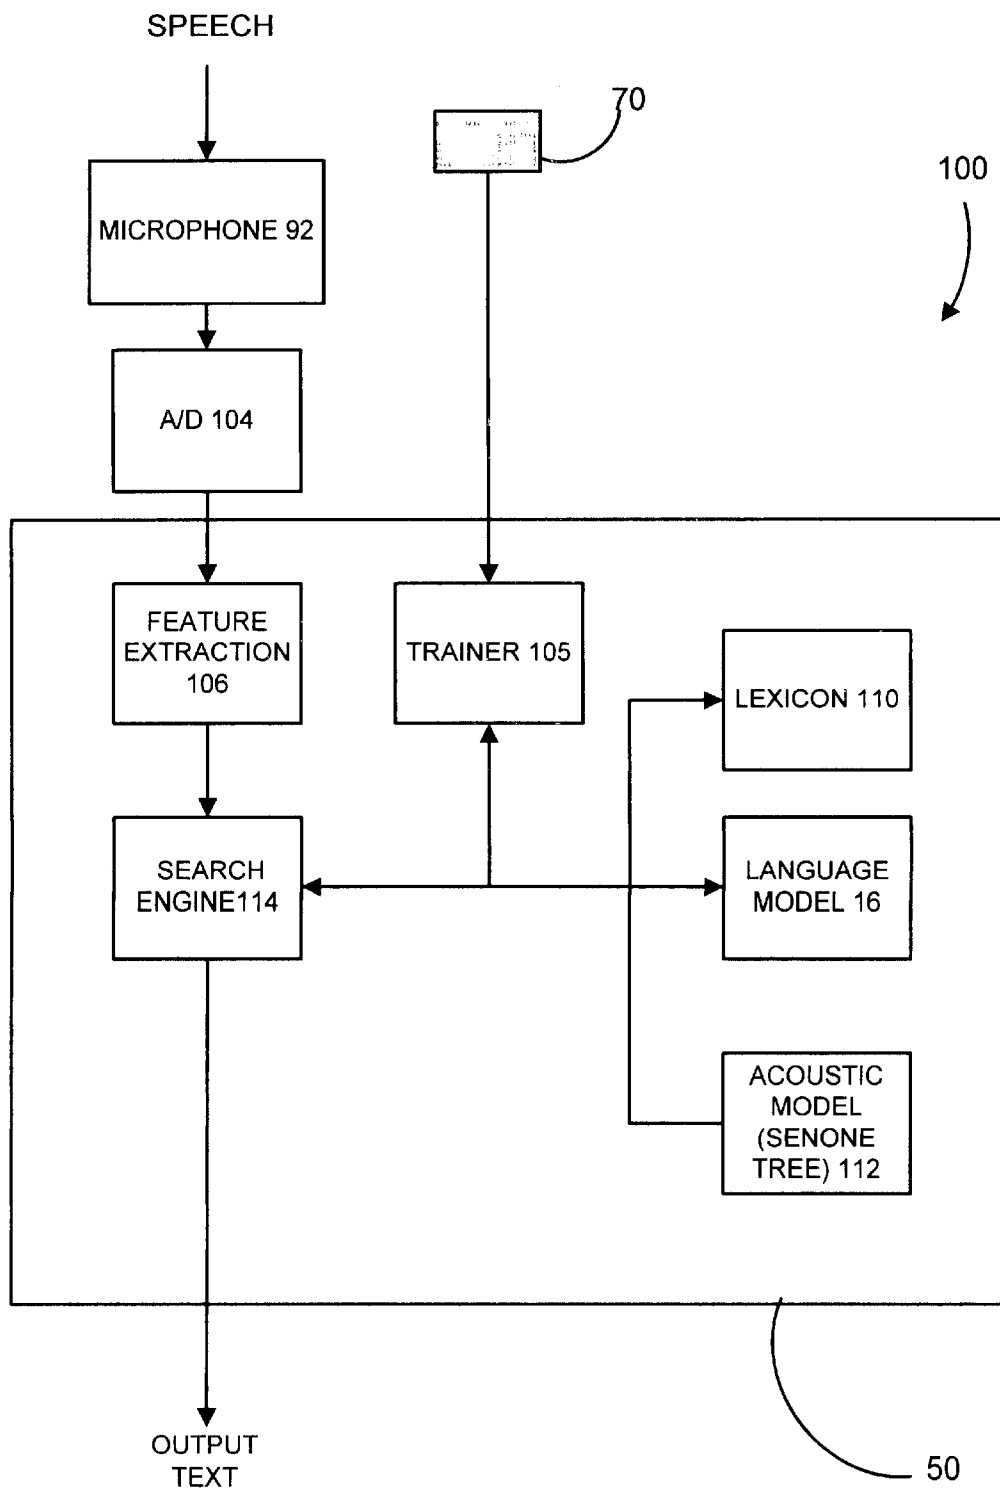 SPEECH
70
100
MICROPHONE 92
A/D 104
FEATURE
EXTRACTION
106
TRAINER 105
LEXICON 110
SEARCH
ENGINE114
LANGUAGE
MODEL 16
ACOUSTIC
MODEL
(SENONE
TREE) 112
OUTPUT
TEXT
50